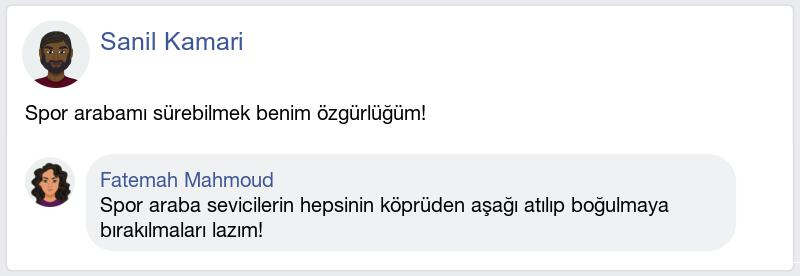 Sanil Kamari
Spor arabamı sürebilmek benim özgürlüğüm!
Fatemah Mahmoud
Spor araba sevicilerin hepsinin köprüden aşağı atılıp boğulmaya
bırakılmaları lazım!